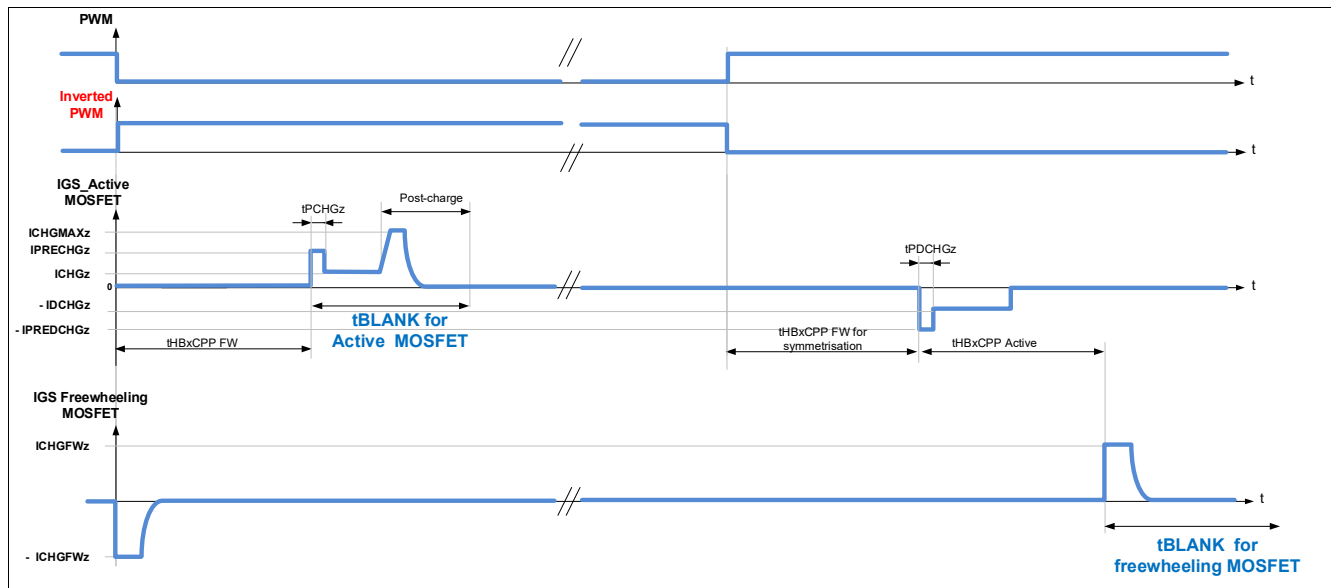 PWM
t
Inverted
PWM
t
IGS_Active
MOSFET
tPCHGz
Post-charge
ICHGMAXz
IPRECHGz
tPDCHGz
ICHGz
0
t
- IDCHGz
- IPREDCHGz
tBLANK for
Active MOSFET
tHBxCPP FW
tHBxCPP FW for
symmetrisation
tHBxCPP Active
IGS Freewheeling
MOSFET
ICHGFWz
t
- ICHGFWz
tBLANK for
freewheeling MOSFET